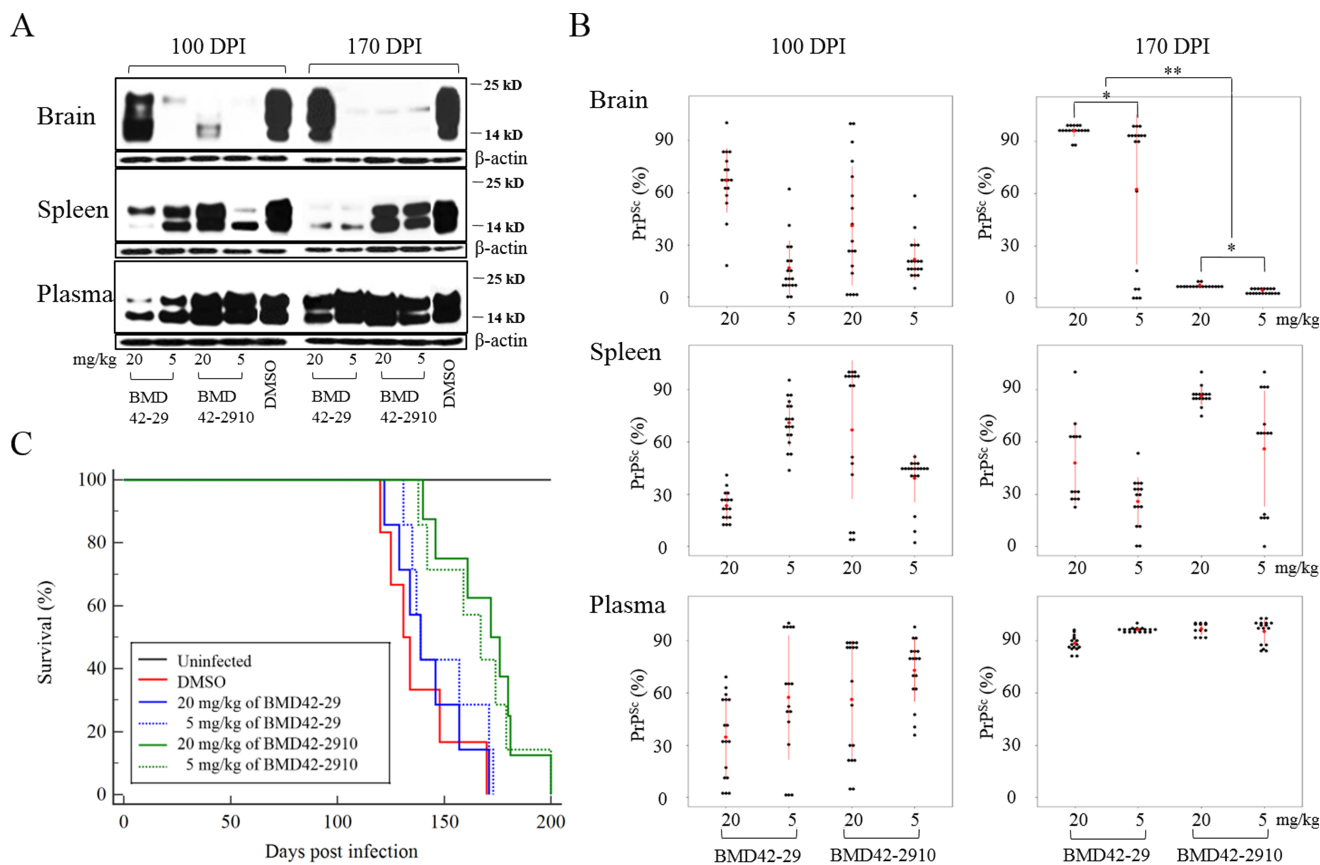 A
100 DPI
170 DPI
Brain
25 kD
14 kD
β-actin
Spleen
25 kD
14 kD
β-actin
Plasma
25 kD
14 kD
β-actin
mg/kg
20
5
20
5
DMSO
20
5
20
5
DMSO
BMD
42-29
BMD
42-2910
BMD
42-29
BMD
42-2910
B
100 DPI
170 DPI
Brain
PrPSc (%)
90
60
30
0
20
5
20
5
PrPSc (%)
90
60
30
0
**
*
*
20
5
20
5
mg/kg
Spleen
PrPSc (%)
90
60
30
0
20
5
20
5
PrPSc (%)
90
60
30
0
20
5
20
5
mg/kg
Plasma
PrPSc (%)
90
60
30
0
20
5
20
5
BMD42-29
BMD42-2910
PrPSc (%)
90
60
30
0
20
5
20
5
mg/kg
BMD42-29
BMD42-2910
C
Survival (%)
100
80
60
40
20
0
Uninfected
DMSO
20 mg/kg of BMD42-29
5 mg/kg of BMD42-29
20 mg/kg of BMD42-2910
5 mg/kg of BMD42-2910
0
50
100
150
200
Days post infection